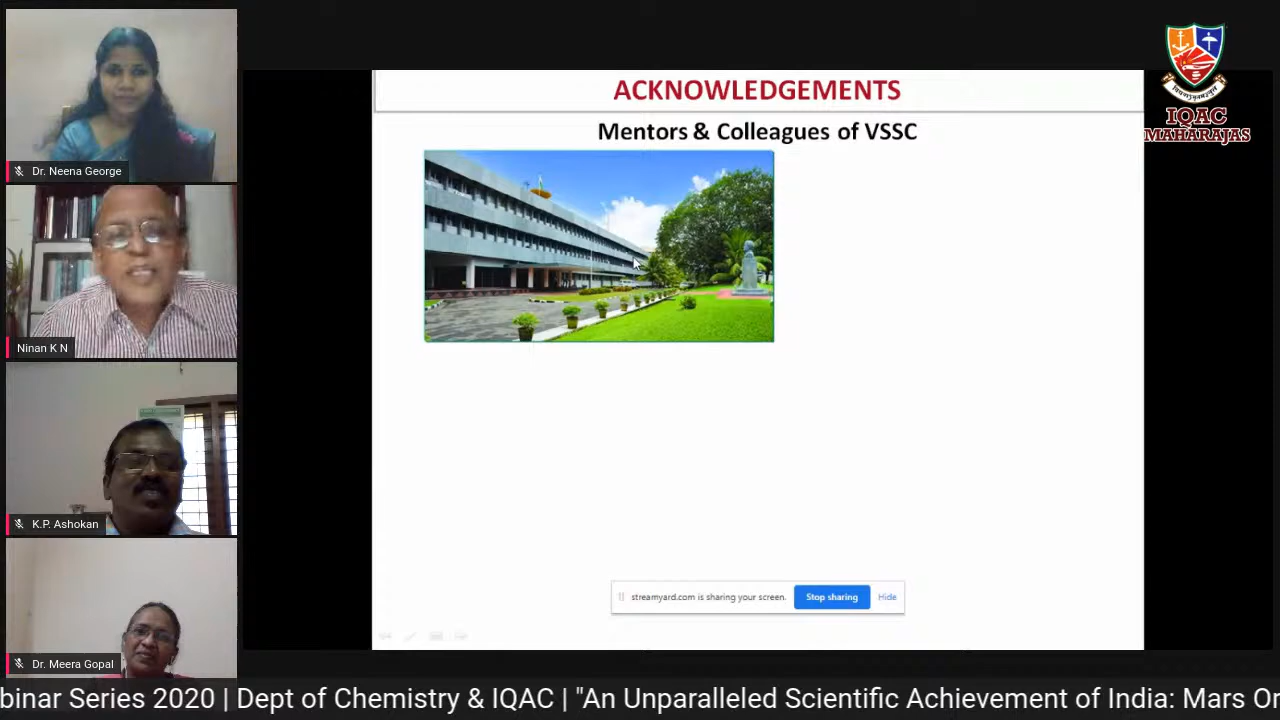 Dr. Neena George
Ninan K N
K.P. Ashokan
Dr. Meera Gopal
ACKNOWLEDGEMENTS
Mentors & Colleagues of VSSC
streamyard.com is sharing your screen.
Stop sharing
Hide
IQAC
MAHARAJAS
binar Series 2020 | Dept of Chemistry & IQAC | "An Unparalleled Scientific Achievement of India: Mars Or